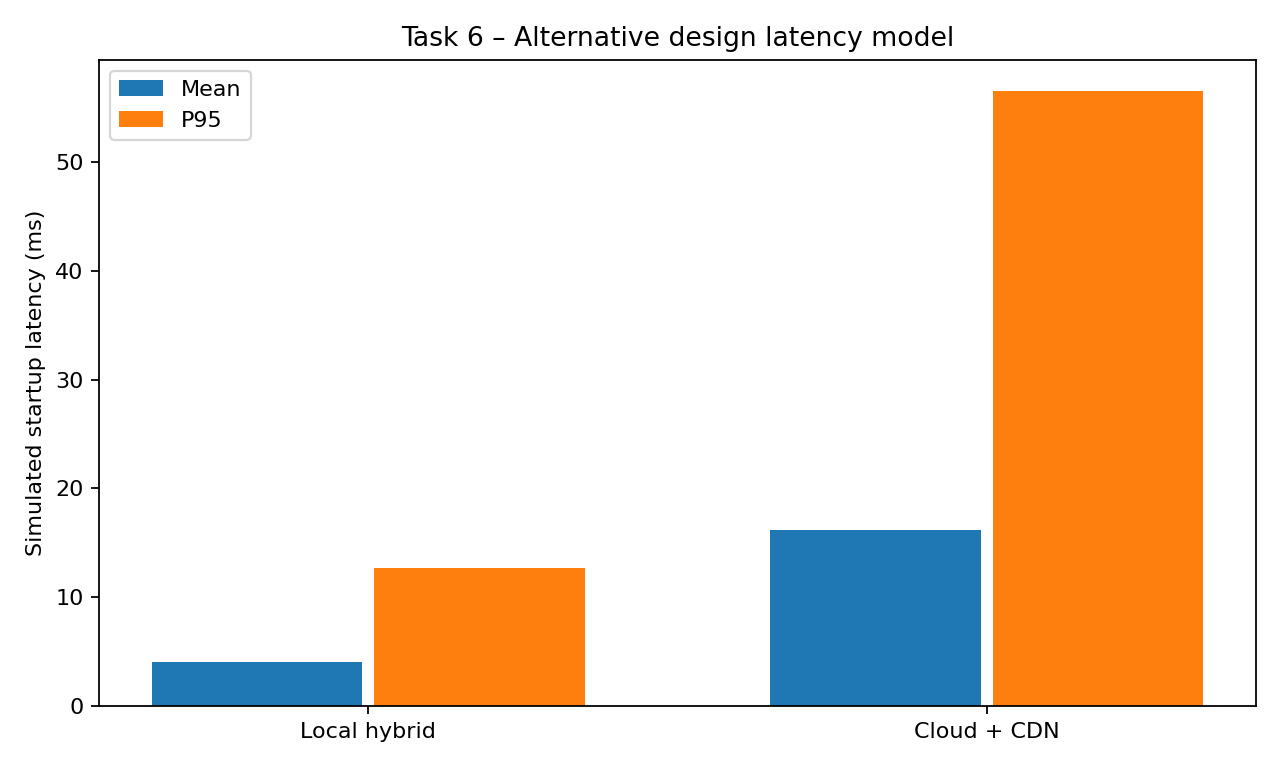 Task 6 – Alternative design latency model
Mean
P95
Simulated startup latency (ms)
50
40
30
20
10
0
Local hybrid
Cloud + CDN